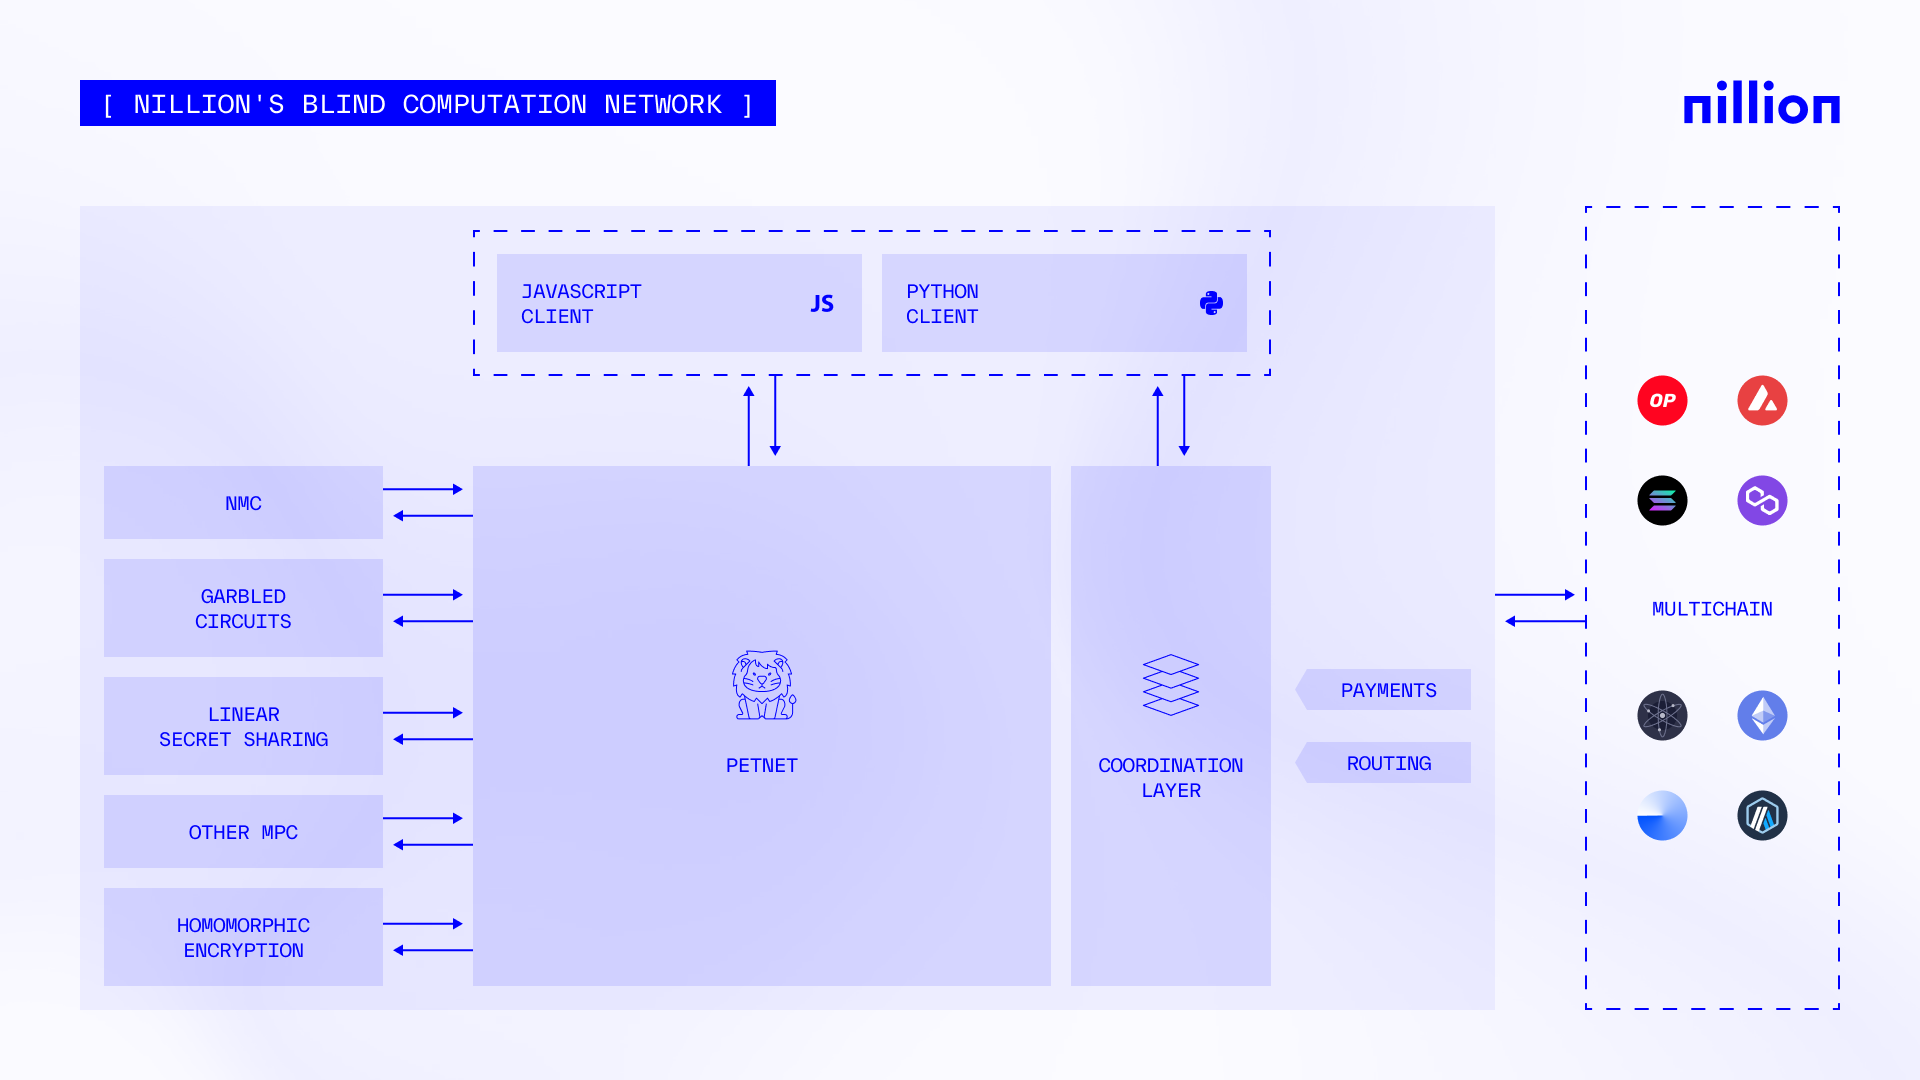 [ NILLION'S BLIND COMPUTATION NETWORK ]
nillion
JAVASCRIPT
CLIENT
JS
PYTHON
CLIENT
NMC
GARBLED
CIRCUITS
LINEAR
SECRET SHARING
OTHER MPC
HOMOMORPHIC
ENCRYPTION
PETNET
COORDINATION
LAYER
PAYMENTS
ROUTING
OP
MULTICHAIN